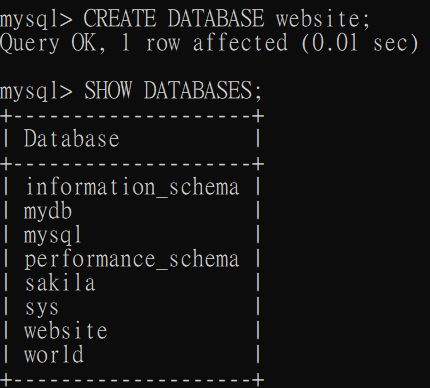 mysql> CREATE DATABASE website;
Query OK, 1 row affected (0.01 sec)
mysql> SHOW DATABASES;
+--------------------+
| Database           |
+--------------------+
| information_schema |
| mydb               |
| mysql              |
| performance_schema |
| sakila             |
| sys                |
| website            |
| world              |
+--------------------+